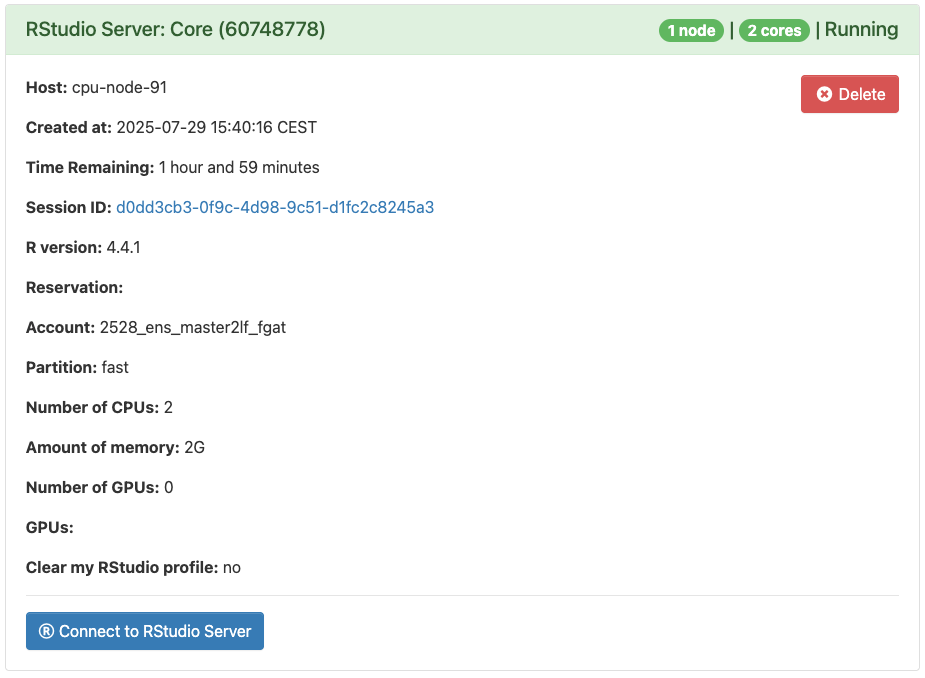 RStudio Server: Core (60748778) 1 node | 2 cores | Running
Host: cpu-node-91
Delete
Created at: 2025-07-29 15:40:16 CEST
Time Remaining: 1 hour and 59 minutes
Session ID: d0dd3cb3-0f9c-4d98-9c51-d1fc2c8245a3
R version: 4.4.1
Reservation:
Account: 2528_ens_master2lf_fgat
Partition: fast
Number of CPUs: 2
Amount of memory: 2G
Number of GPUs: 0
GPUs:
Clear my RStudio profile: no
® Connect to RStudio Server